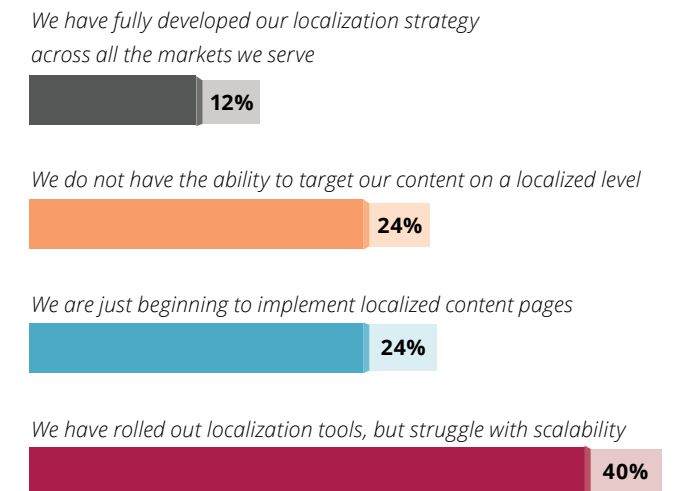 We have fully developed our localization strategy
across all the markets we serve
12%
We do not have the ability to target our content on a localized level
24%
We are just beginning to implement localized content pages
24%
We have rolled out localization tools, but struggle with scalability
40%